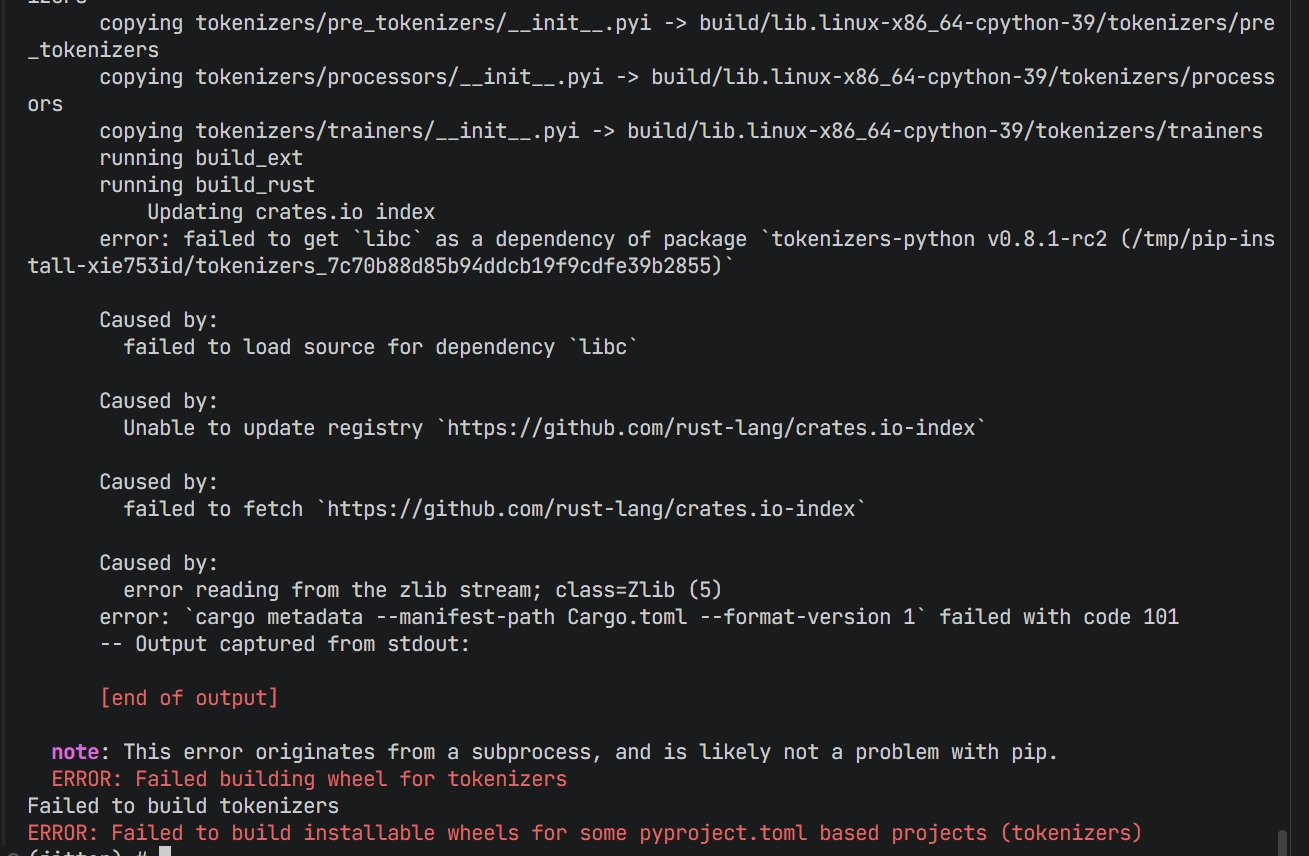 izers
copying tokenizers/pre_tokenizers/__init__.pyi -> build/lib.linux-x86_64-cpython-39/tokenizers/pre
_tokenizers
copying tokenizers/processors/__init__.pyi -> build/lib.linux-x86_64-cpython-39/tokenizers/process
ors
copying tokenizers/trainers/__init__.pyi -> build/lib.linux-x86_64-cpython-39/tokenizers/trainers
running build_ext
running build_rust
Updating crates.io index
error: failed to get `libc` as a dependency of package `tokenizers-python v0.8.1-rc2 (/tmp/pip-ins
tall-xie753id/tokenizers_7c70b88d85b94ddcb19f9cdfe39b2855)`
Caused by:
failed to load source for dependency `libc`
Caused by:
Unable to update registry `https://github.com/rust-lang/crates.io-index`
Caused by:
failed to fetch `https://github.com/rust-lang/crates.io-index`
Caused by:
error reading from the zlib stream; class=Zlib (5)
error: `cargo metadata --manifest-path Cargo.toml --format-version 1` failed with code 101
-- Output captured from stdout:
[end of output]
note: This error originates from a subprocess, and is likely not a problem with pip.
ERROR: Failed building wheel for tokenizers
Failed to build tokenizers
ERROR: Failed to build installable wheels for some pyproject.toml based projects (tokenizers)